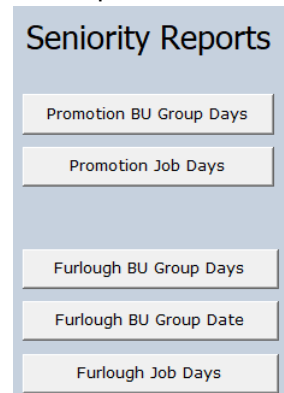 Seniority Reports
Promotion BU Group Days
Promotion Job Days
Furlough BU Group Days
Furlough BU Group Date
Furlough Job Days